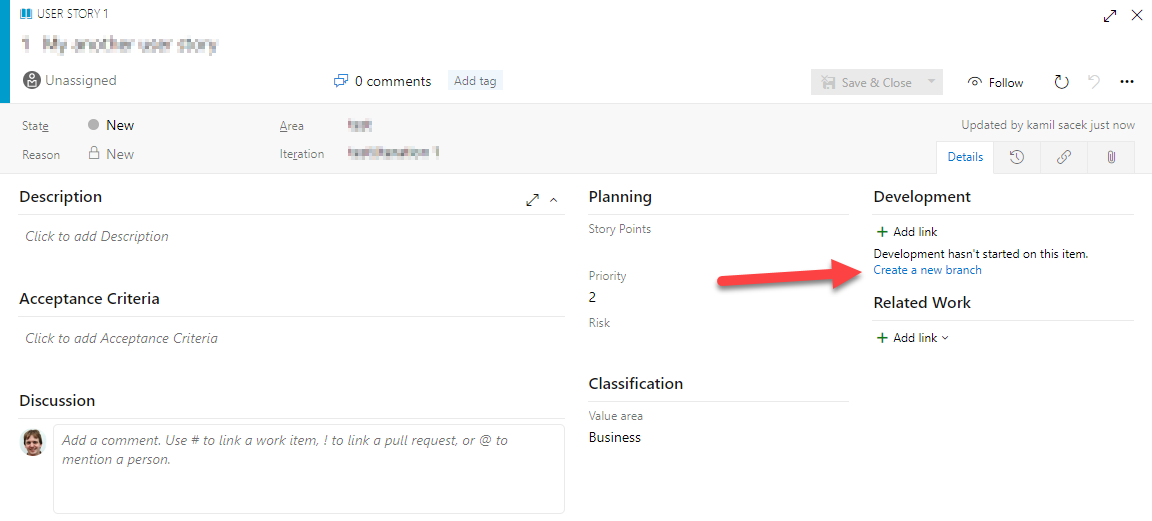 USER STORY 1
1 My another user story
Unassigned
0 comments
Add tag
Save & Close
Follow
State
New
Area
Reason
New
Iteration
Updated by kamil sacek just now
Details
Description
Click to add Description
Acceptance Criteria
Click to add Acceptance Criteria
Discussion
Add a comment. Use # to link a work item, ! to link a pull request, or @ to
mention a person.
Planning
Story Points
Priority
2
Risk
Classification
Value area
Business
Development
Add link
Development hasn't started on this item.
Create a new branch
Related Work
Add link